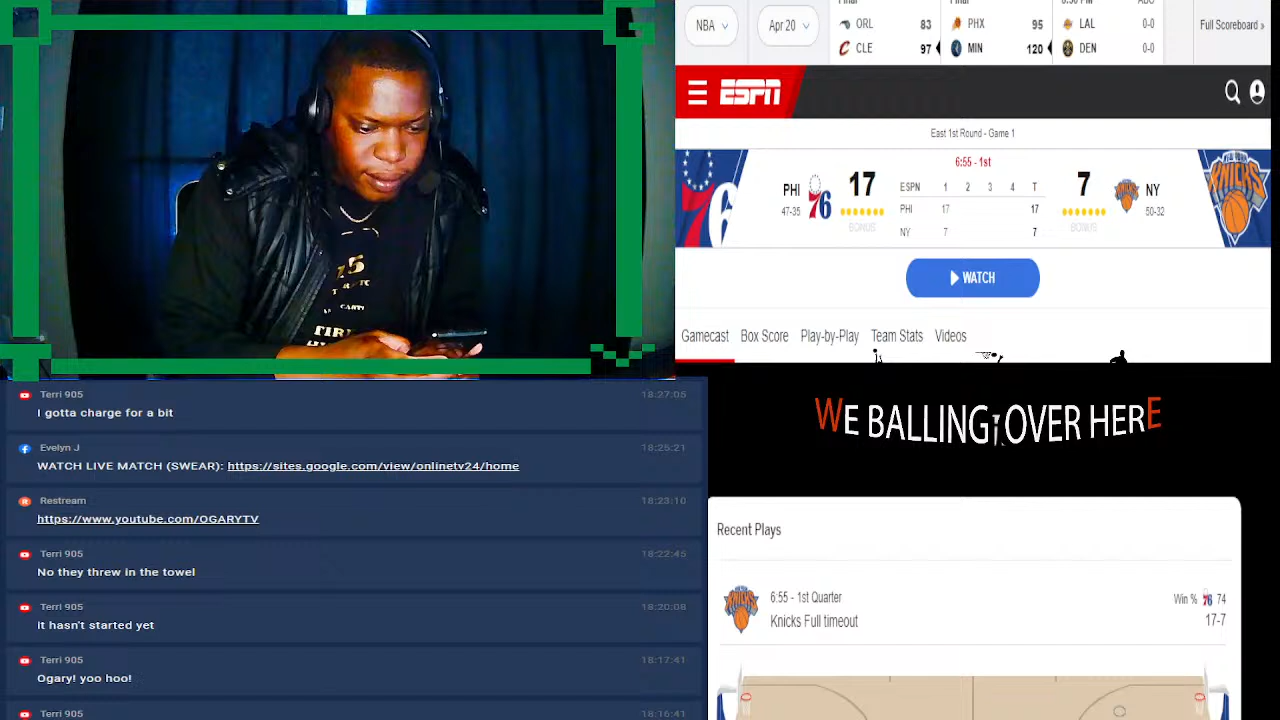 NBA
Apr 20
ORL 83
CLE 97
PHX 95
MIN 120
LAL 0-0
DEN 0-0
Full Scoreboard »
ESPN
East 1st Round - Game 1
6:55 - 1st
PHI
47-35
76
17
BONUS
ESPN 1 2 3 4 T
PHI 17 17
NY 7 7
7
BONUS
NEW YORK
KNICKS
NY
50-32
WATCH
Gamecast Box Score Play-by-Play Team Stats Videos
WE BALLING OVER HERE
Recent Plays
6:55 - 1st Quarter
Knicks Full timeout
Win % 76 74
17-7
Terri 905 18:27:05
I gotta charge for a bit
Evelyn J 18:25:21
WATCH LIVE MATCH (SWEAR): https://sites.google.com/view/onlinetv24/home
Restream 18:23:10
https://www.youtube.com/OGARYTV
Terri 905 18:22:45
No they threw in the towel
Terri 905 18:20:08
It hasn't started yet
Terri 905 18:17:41
Ogary! yoo hoo!
Terri 905 18:16:41